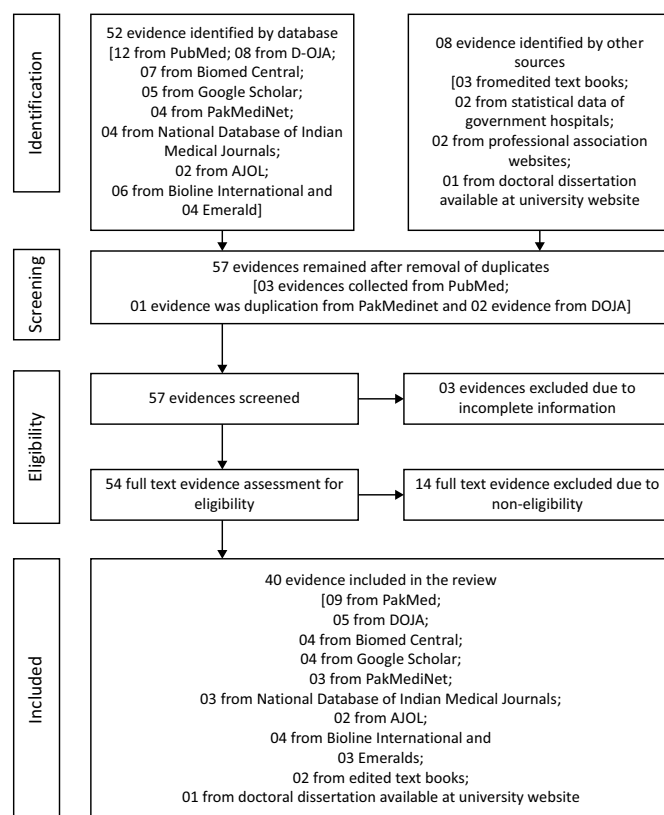 Identification
52 evidence identified by database
[12 from PubMed; 08 from D-OJA;
07 from Biomed Central;
05 from Google Scholar;
04 from PakMediNet;
04 from National Database of Indian
Medical Journals;
02 from AJOL;
06 from Bioline International and
04 Emerald]
08 evidence identified by other
sources
[03 fromedited text books;
02 from statistical data of
government hospitals;
02 from professional association
websites;
01 from doctoral dissertation
available at university website
Screening
57 evidences remained after removal of duplicates
[03 evidences collected from PubMed;
01 evidence was duplication from PakMedinet and 02 evidence from DOJA]
Eligibility
57 evidences screened
03 evidences excluded due to
incomplete information
54 full text evidence assessment for
eligibility
14 full text evidence excluded due to
non-eligibility
Included
40 evidence included in the review
[09 from PakMed;
05 from DOJA;
04 from Biomed Central;
04 from Google Scholar;
03 from PakMediNet;
03 from National Database of Indian Medical Journals;
02 from AJOL;
04 from Bioline International and
03 Emeralds;
02 from edited text books;
01 from doctoral dissertation available at university website